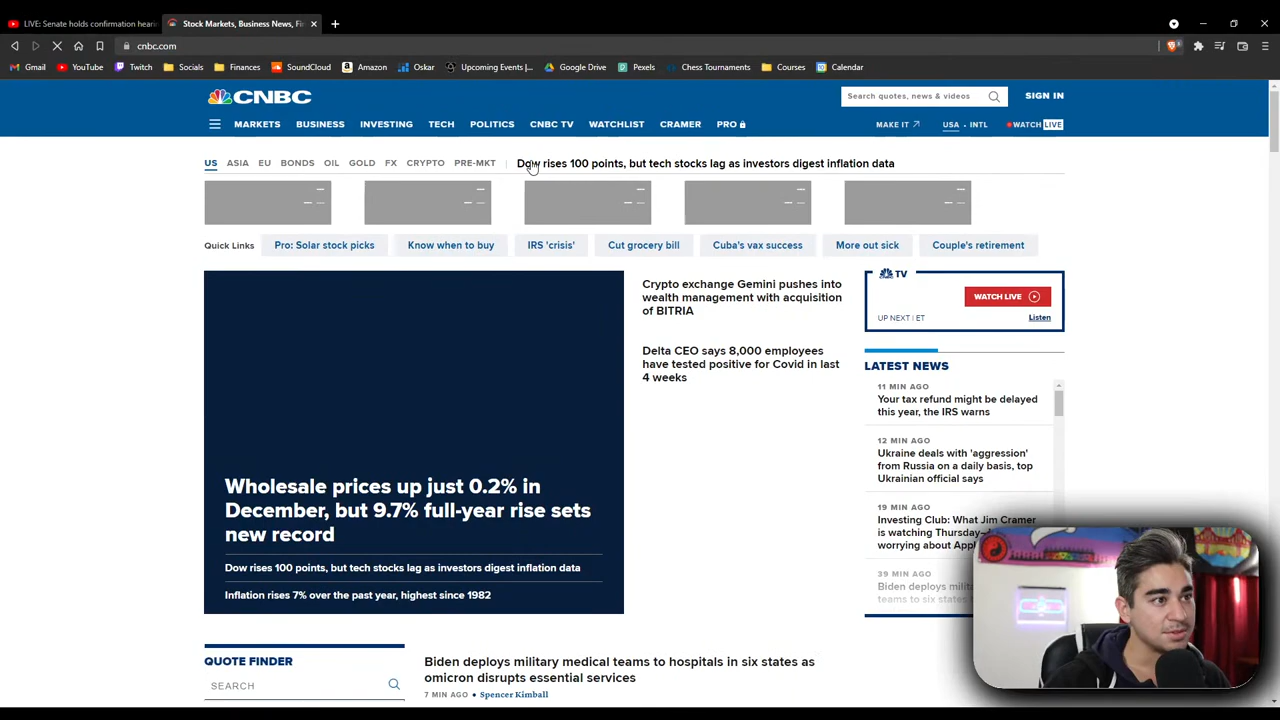 LIVE: Senate holds confirmation hearin
Stock Markets, Business News, Fin
cnbc.com
Gmail YouTube Twitch Socials Finances SoundCloud Amazon Oskar Upcoming Events |... Google Drive Pexels Chess Tournaments Courses Calendar
CNBC
Search quotes, news & videos
SIGN IN
MARKETS BUSINESS INVESTING TECH POLITICS CNBC TV WATCHLIST CRAMER PRO
MAKE IT USA • INTL WATCH LIVE
US ASIA EU BONDS OIL GOLD FX CRYPTO PRE-MKT
Dow rises 100 points, but tech stocks lag as investors digest inflation data
Quick Links Pro: Solar stock picks Know when to buy IRS 'crisis' Cut grocery bill Cuba's vax success More out sick Couple's retirement
Wholesale prices up just 0.2% in
December, but 9.7% full-year rise sets
new record
Dow rises 100 points, but tech stocks lag as investors digest inflation data
Inflation rises 7% over the past year, highest since 1982
Crypto exchange Gemini pushes into
wealth management with acquisition
of BITRIA
Delta CEO says 8,000 employees
have tested positive for Covid in last
4 weeks
TV
WATCH LIVE
UP NEXT | ET
Listen
LATEST NEWS
11 MIN AGO
Your tax refund might be delayed
this year, the IRS warns
12 MIN AGO
Ukraine deals with 'aggression'
from Russia on a daily basis, top
Ukrainian official says
19 MIN AGO
Investing Club: What Jim Cramer
is watching Thursday—
worrying about Appl
39 MIN AGO
Biden deploys milit
teams to six states
QUOTE FINDER
SEARCH
Biden deploys military medical teams to hospitals in six states as
omicron disrupts essential services
7 MIN AGO • Spencer Kimball